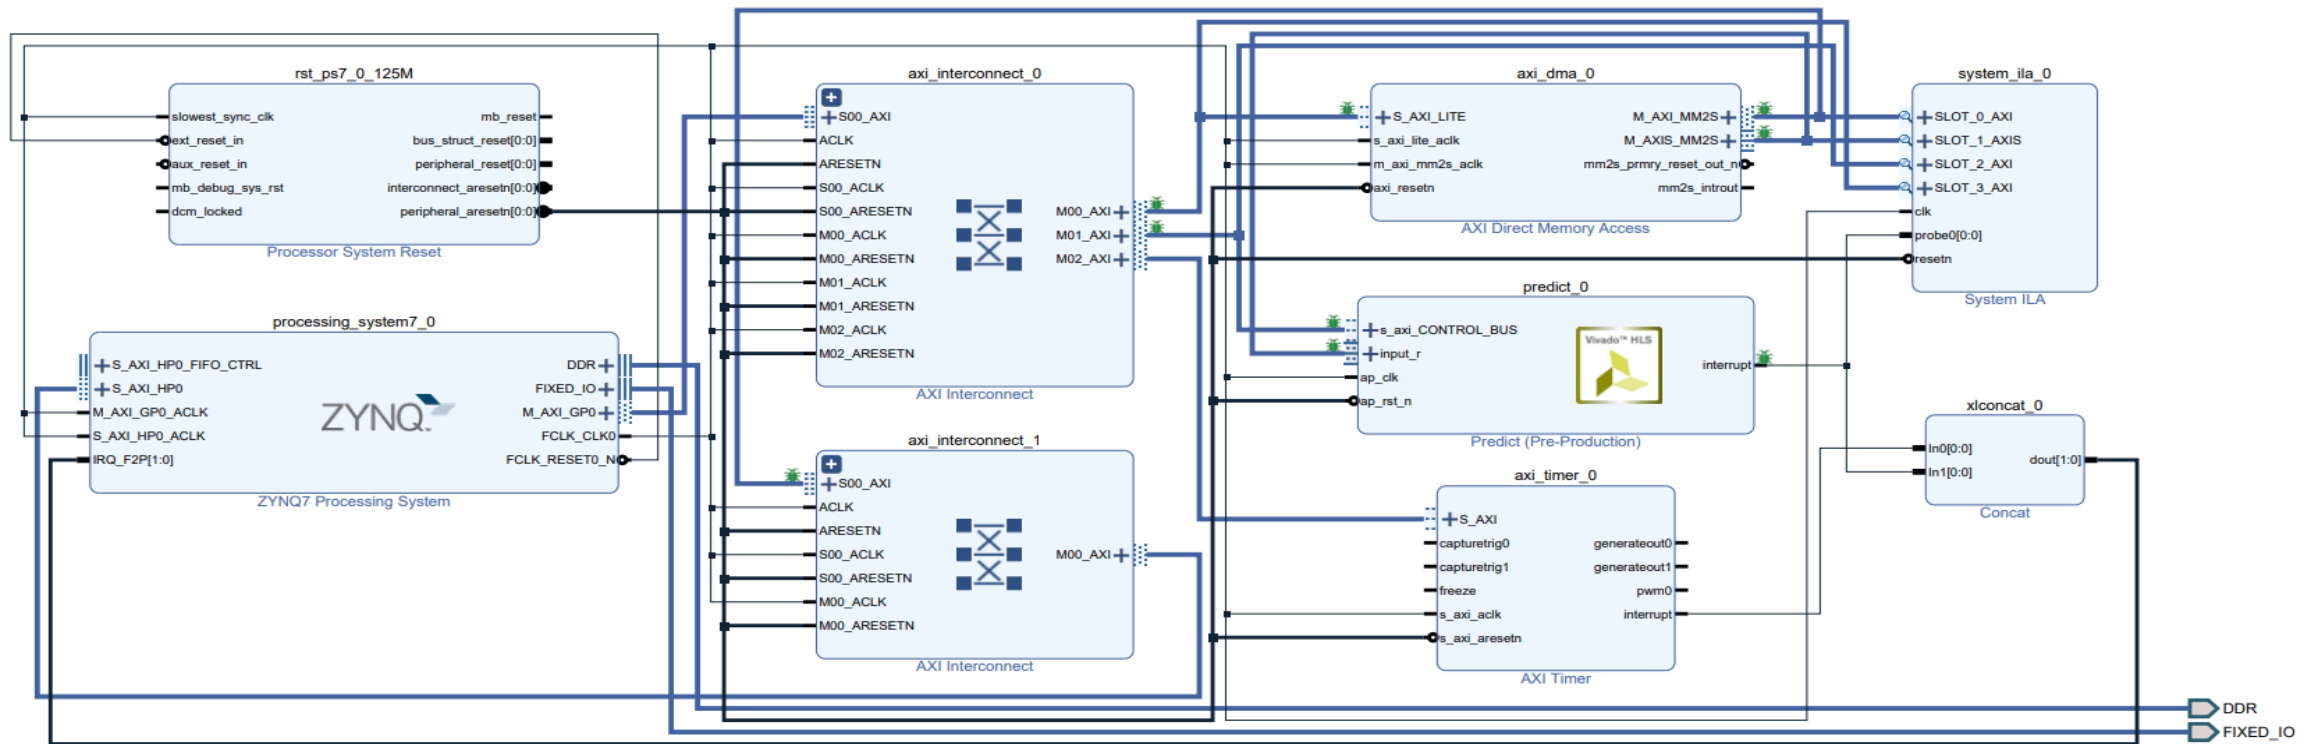 rst_ps7_0_125M
slowest_sync_clk
ext_reset_in
aux_reset_in
mb_debug_sys_rst
dcm_locked
mb_reset
bus_struct_reset[0:0]
peripheral_reset[0:0]
interconnect_aresetn[0:0]
peripheral_aresetn[0:0]
Processor System Reset
processing_system7_0
S_AXI_HP0_FIFO_CTRL
S_AXI_HP0
M_AXI_GP0_ACLK
S_AXI_HP0_ACLK
IRQ_F2P[1:0]
ZYNQ
DDR
FIXED_IO
M_AXI_GP0
FCLK_CLK0
FCLK_RESET0_N
ZYNQ7 Processing System
axi_interconnect_0
S00_AXI
ACLK
ARESETN
S00_ACLK
S00_ARESETN
M00_ACLK
M00_ARESETN
M01_ACLK
M01_ARESETN
M02_ACLK
M02_ARESETN
M00_AXI
M01_AXI
M02_AXI
AXI Interconnect
axi_interconnect_1
S00_AXI
ACLK
ARESETN
S00_ACLK
S00_ARESETN
M00_ACLK
M00_ARESETN
M00_AXI
AXI Interconnect
axi_dma_0
S_AXI_LITE
s_axi_lite_aclk
m_axi_mm2s_aclk
axi_resetn
M_AXI_MM2S
M_AXIS_MM2S
mm2s_prmry_reset_out_n
mm2s_introut
AXI Direct Memory Access
predict_0
s_axi_CONTROL_BUS
input_r
ap_clk
ap_rst_n
Vivado™ HLS
interrupt
Predict (Pre-Production)
axi_timer_0
S_AXI
capturetrig0
capturetrig1
freeze
s_axi_aclk
s_axi_aresetn
generateout0
generateout1
pwm0
interrupt
AXI Timer
system_ila_0
SLOT_0_AXI
SLOT_1_AXIS
SLOT_2_AXI
SLOT_3_AXI
clk
probe0[0:0]
resetn
System ILA
xlconcat_0
In0[0:0]
In1[0:0]
dout[1:0]
Concat
DDR
FIXED_IO